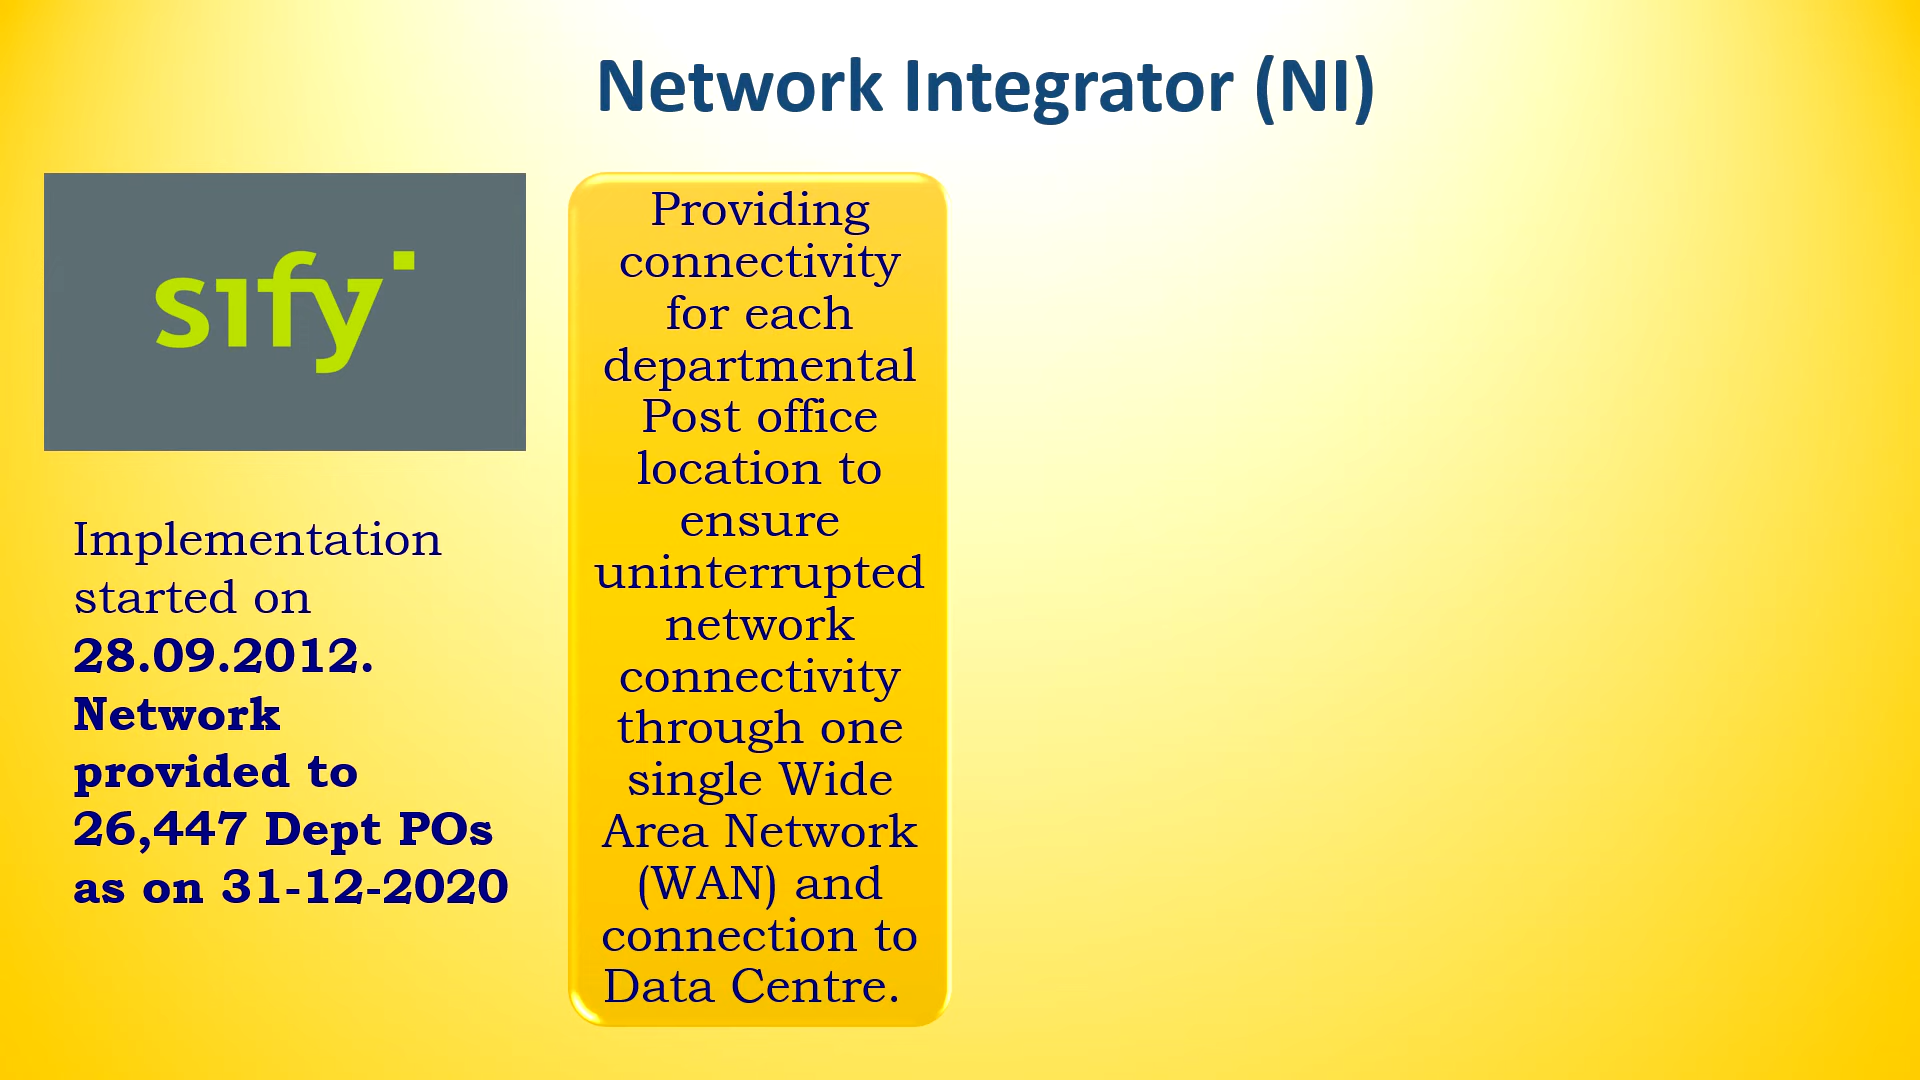 Network Integrator (NI)
sify
Implementation
started on
28.09.2012.
Network
provided to
26,447 Dept POs
as on 31-12-2020
Providing
connectivity
for each
departmental
Post office
location to
ensure
uninterrupted
network
connectivity
through one
single Wide
Area Network
(WAN) and
connection to
Data Centre.